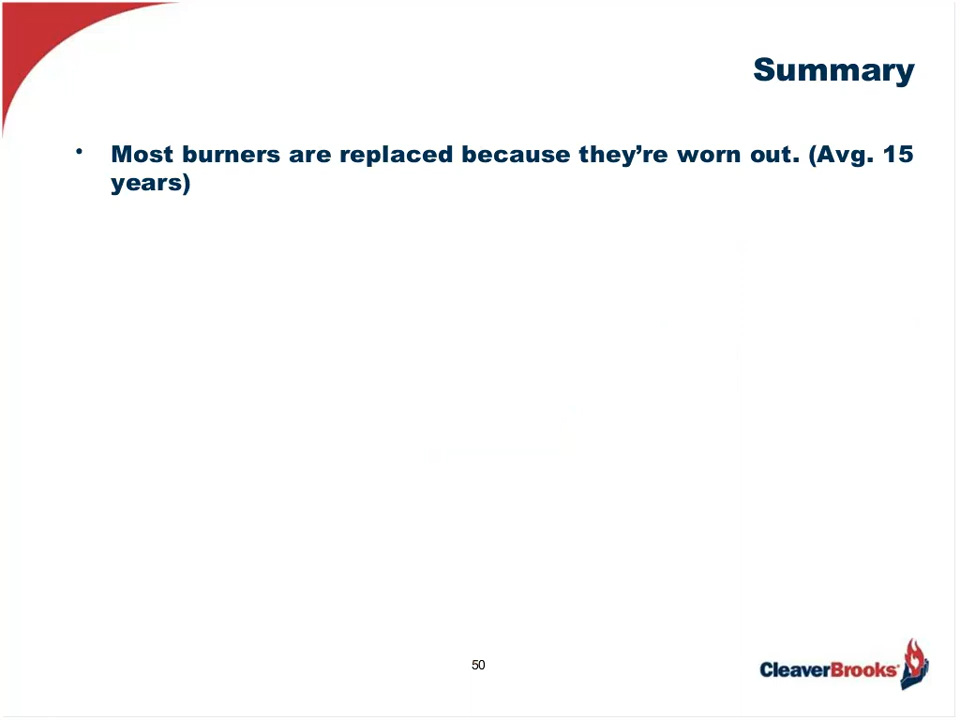 Summary
• Most burners are replaced because they’re worn out. (Avg. 15
years)
50
CleaverBrooks®